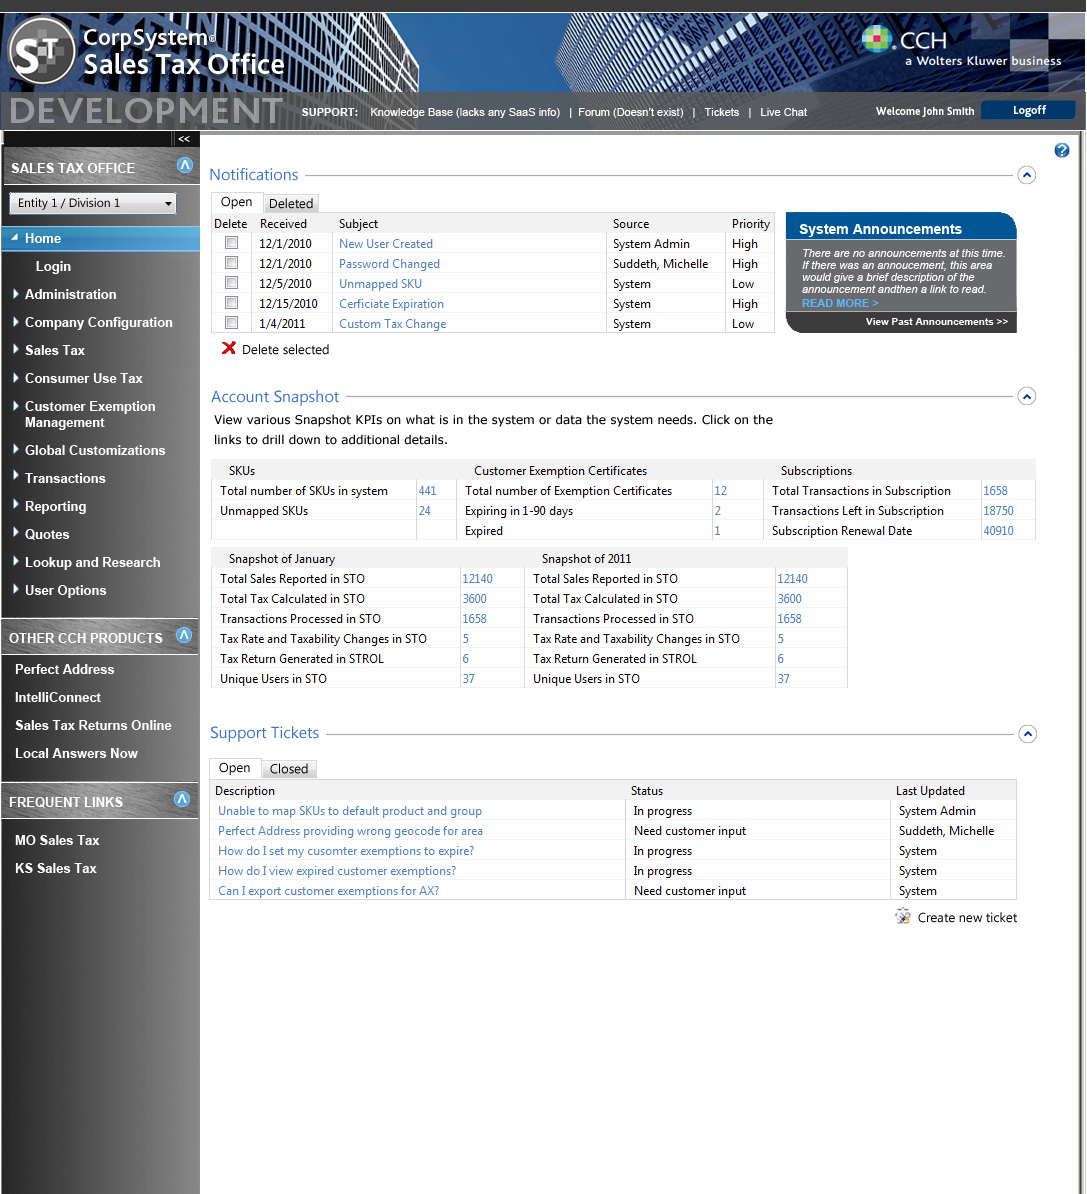 ST
CorpSystem®
Sales Tax Office
CCH
a Wolters Kluwer business
DEVELOPMENT
SUPPORT: Knowledge Base (lacks any SaaS info) | Forum (Doesn't exist) | Tickets | Live Chat
Welcome John Smith
Logoff
<<
SALES TAX OFFICE
Entity 1 / Division 1
Home
Login
Administration
Company Configuration
Sales Tax
Consumer Use Tax
Customer Exemption
Management
Global Customizations
Transactions
Reporting
Quotes
Lookup and Research
User Options
OTHER CCH PRODUCTS
Perfect Address
IntelliConnect
Sales Tax Returns Online
Local Answers Now
FREQUENT LINKS
MO Sales Tax
KS Sales Tax
?
Notifications
Open Deleted
Delete Received Subject Source Priority
12/1/2010 New User Created System Admin High
12/1/2010 Password Changed Suddeth, Michelle High
12/5/2010 Unmapped SKU System Low
12/15/2010 Cerficiate Expiration System High
1/4/2011 Custom Tax Change System Low
Delete selected
System Announcements
There are no announcements at this time.
If there was an annoucement, this area
would give a brief description of the
announcement andthen a link to read.
READ MORE >
View Past Announcements >>
Account Snapshot
View various Snapshot KPIs on what is in the system or data the system needs. Click on the
links to drill down to additional details.
SKUs Customer Exemption Certificates Subscriptions
Total number of SKUs in system 441 Total number of Exemption Certificates 12 Total Transactions in Subscription 1658
Unmapped SKUs 24 Expiring in 1-90 days 2 Transactions Left in Subscription 18750
Expired 1 Subscription Renewal Date 40910
Snapshot of January Snapshot of 2011
Total Sales Reported in STO 12140 Total Sales Reported in STO 12140
Total Tax Calculated in STO 3600 Total Tax Calculated in STO 3600
Transactions Processed in STO 1658 Transactions Processed in STO 1658
Tax Rate and Taxability Changes in STO 5 Tax Rate and Taxability Changes in STO 5
Tax Return Generated in STROL 6 Tax Return Generated in STROL 6
Unique Users in STO 37 Unique Users in STO 37
Support Tickets
Open Closed
Description Status Last Updated
Unable to map SKUs to default product and group In progress System Admin
Perfect Address providing wrong geocode for area Need customer input Suddeth, Michelle
How do I set my cusomter exemptions to expire? In progress System
How do I view expired customer exemptions? In progress System
Can I export customer exemptions for AX? Need customer input System
Create new ticket